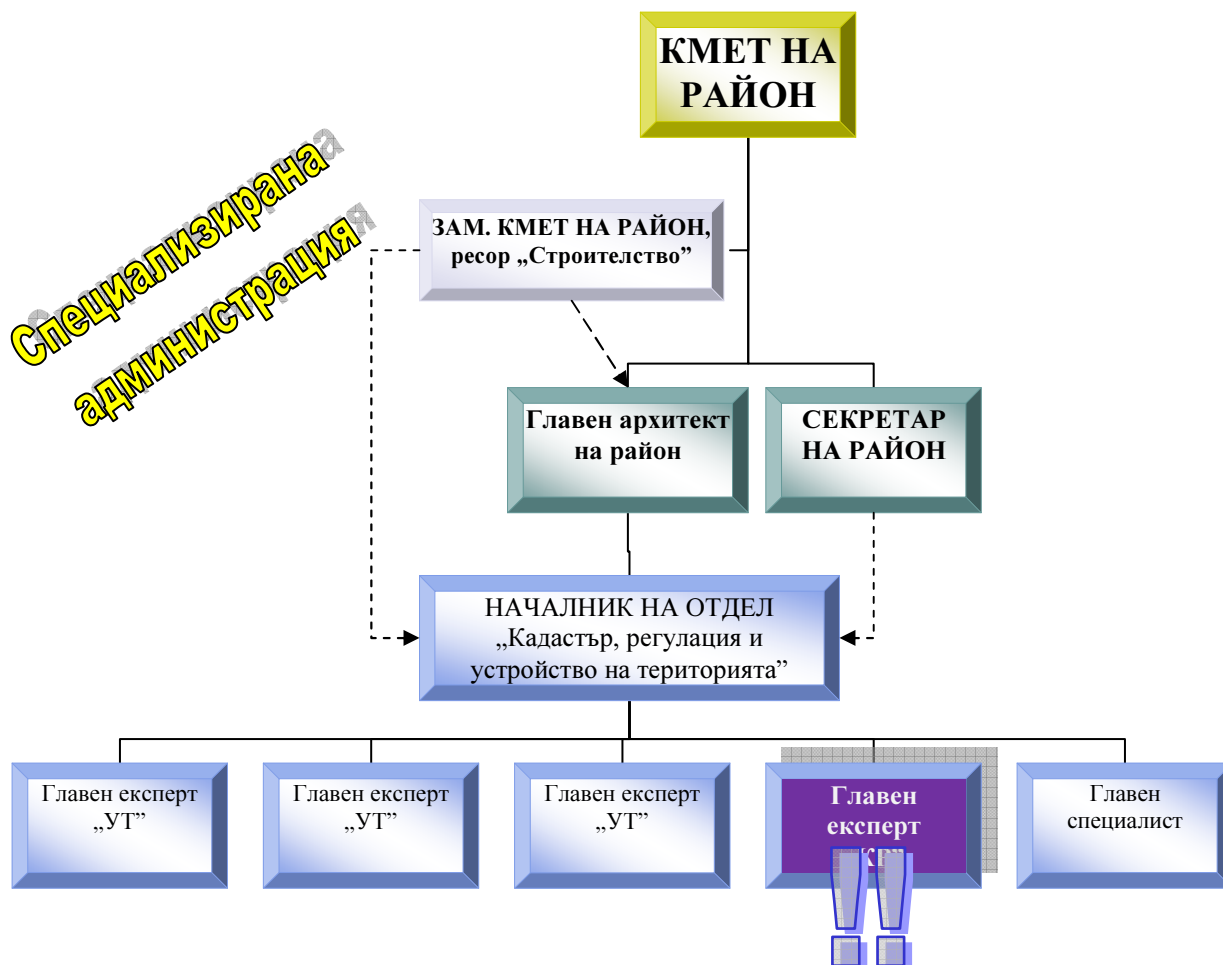 КМЕТ НА
РАЙОН
Специализирана
администрация
ЗАМ. КМЕТ НА РАЙОН,
ресор „Строителство”
Главен архитект
на район
СЕКРЕТАР
НА РАЙОН
НАЧАЛНИК НА ОТДЕЛ
„Кадастър, регулация и
устройство на територията”
Главен експерт
„УТ”
Главен експерт
„УТ”
Главен експерт
„УТ”
Главен
експерт
Главен
специалист
!!